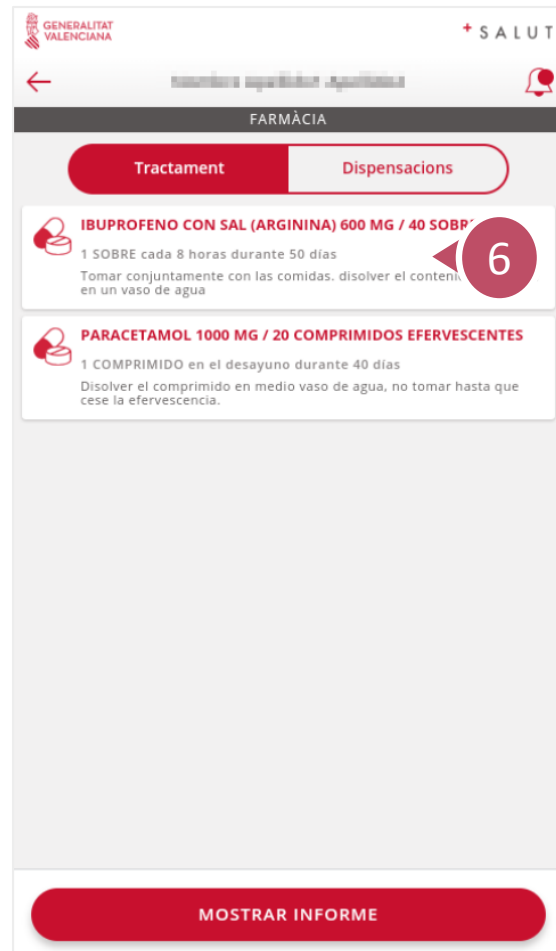 GENERALITAT
VALENCIANA
+ SALUT
FARMÀCIA
Tractament
Dispensacions
IBUPROFENO CON SAL (ARGININA) 600 MG / 40
1 SOBRE cada 8 horas durante 50 días
6
Tomar conjuntamente con las comidas. disolver el
en un vaso de agua
PARACETAMOL 1000 MG / 20 COMPRIMIDOS EFERVESCENTES
1 COMPRIMIDO en el desayuno durante 40 días
Disolver el comprimido en medio vaso de agua, no tomar hasta que
cese la efervescencia.
MOSTRAR INFORME